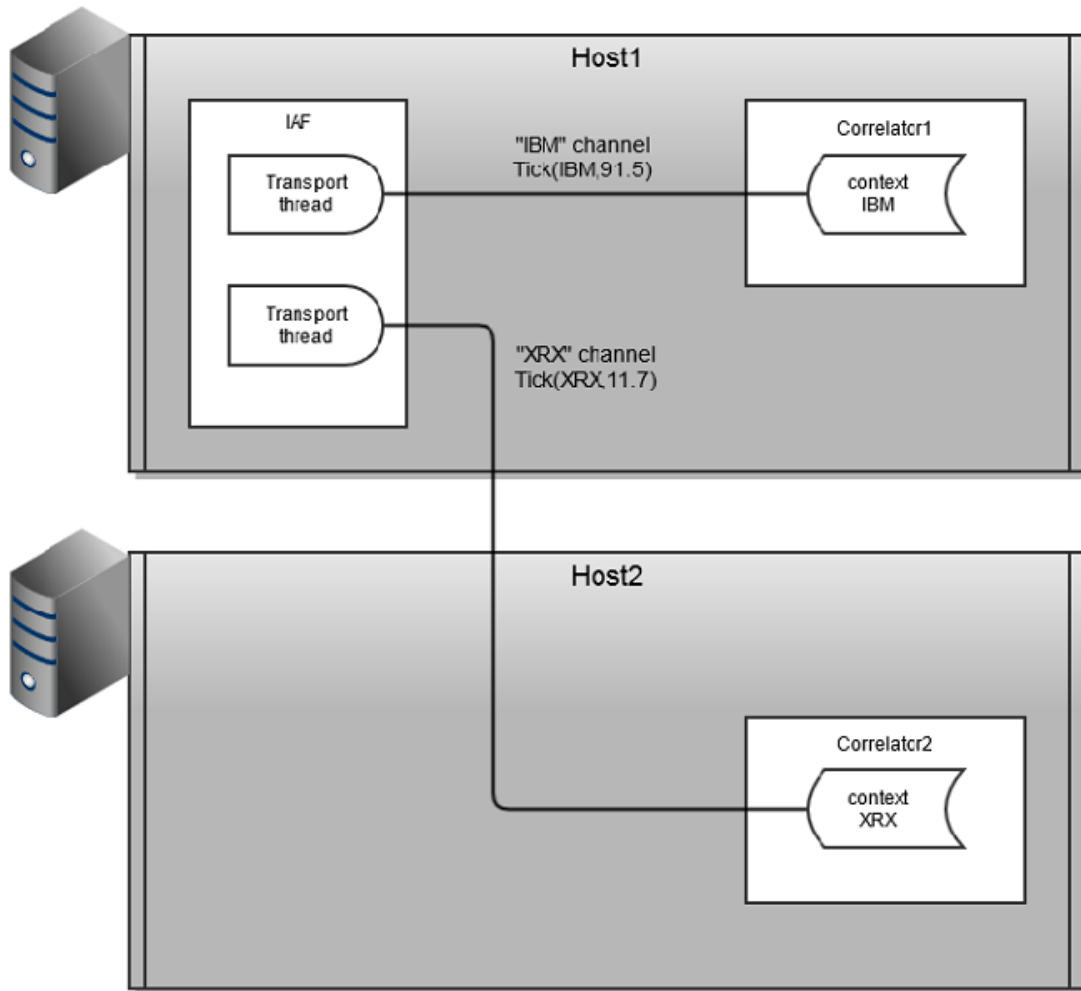 Host1
IAF
Transport
thread
"IBM" channel
Tick(IBM,91.5)
Correlator1
context
IBM
Transport
thread
"XRX" channel
Tick(XRX,11.7)
Host2
Correlator2
context
XRX